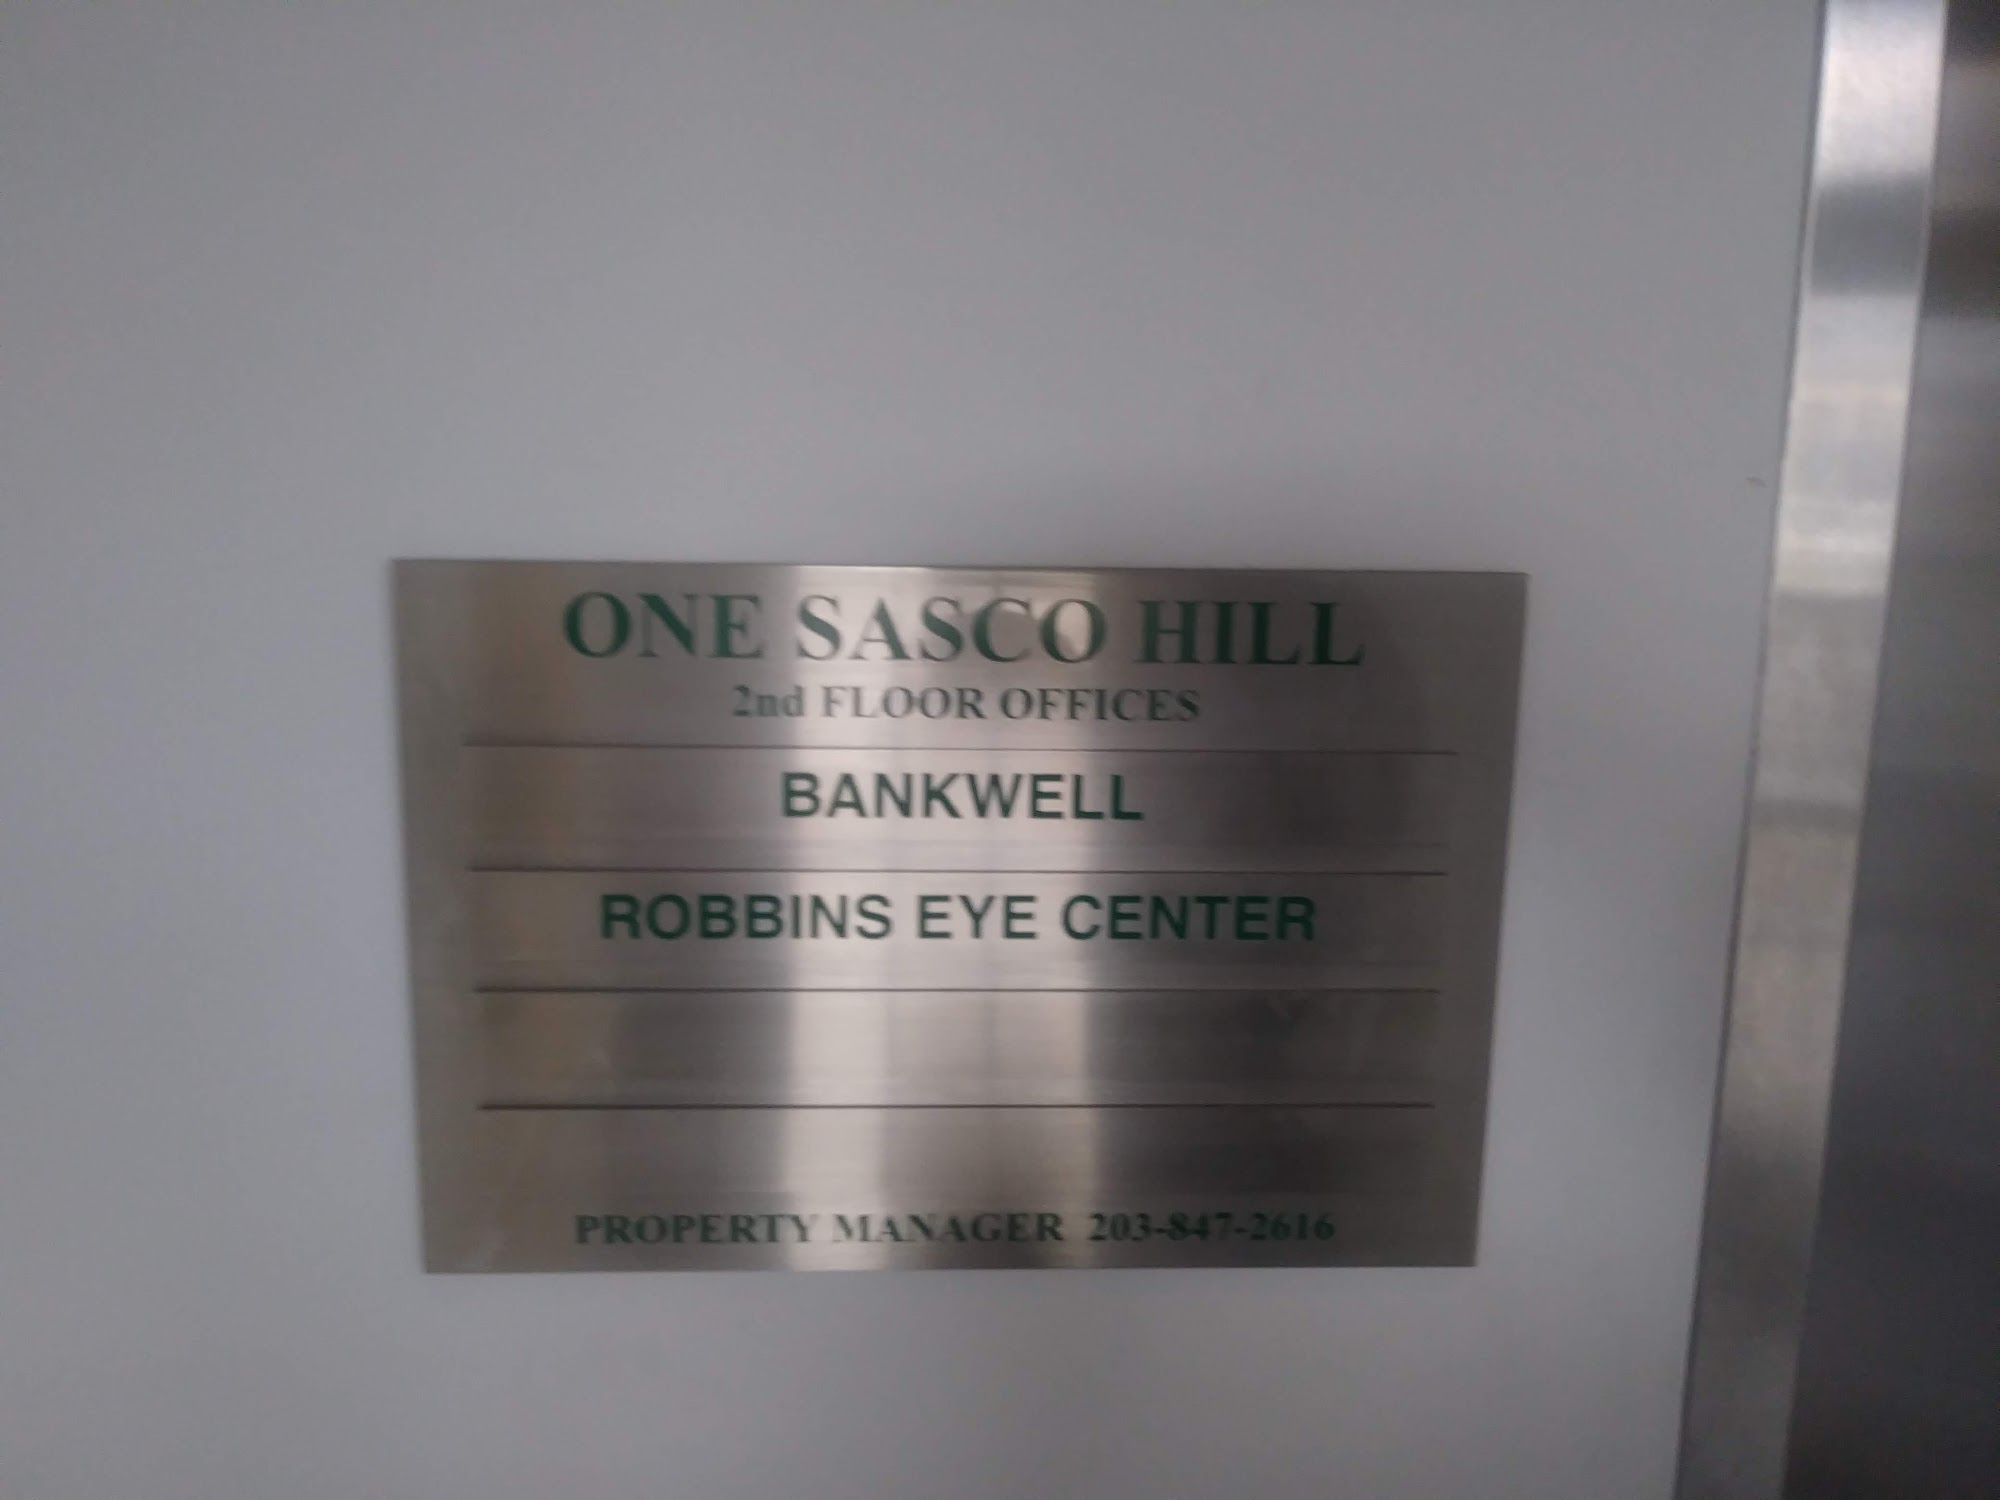 ONE SASCO HILL
2nd FLOOR OFFICES
BANKWELL
ROBBINS EYE CENTER
PROPERTY MANAGER 203-847-2616